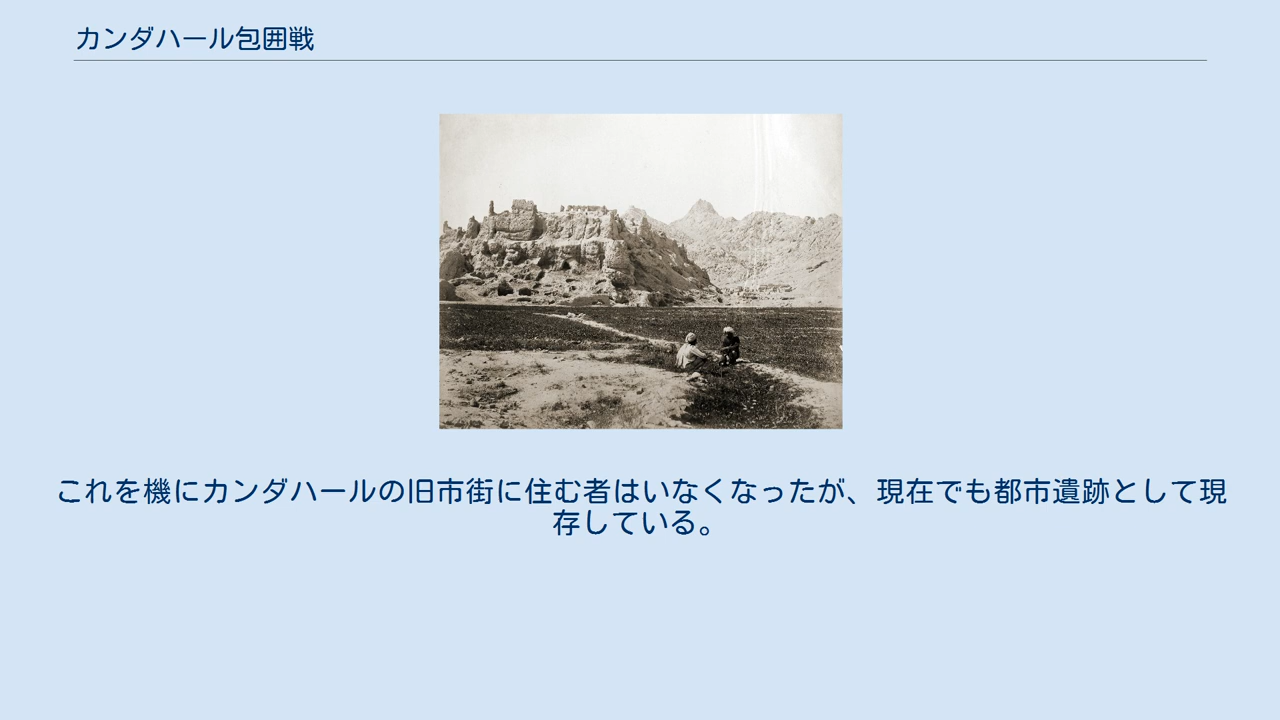 カンダハール包囲戦
これを機にカンダハールの旧市街に住む者はいなくなったが、現在でも都市遺跡として現
存している。